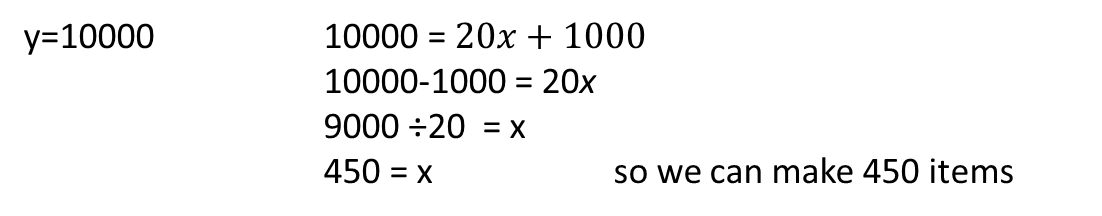 y=10000 10000 = 20x + 1000
10000-1000 = 20x
9000 ÷20 = x
450 = x so we can make 450 items